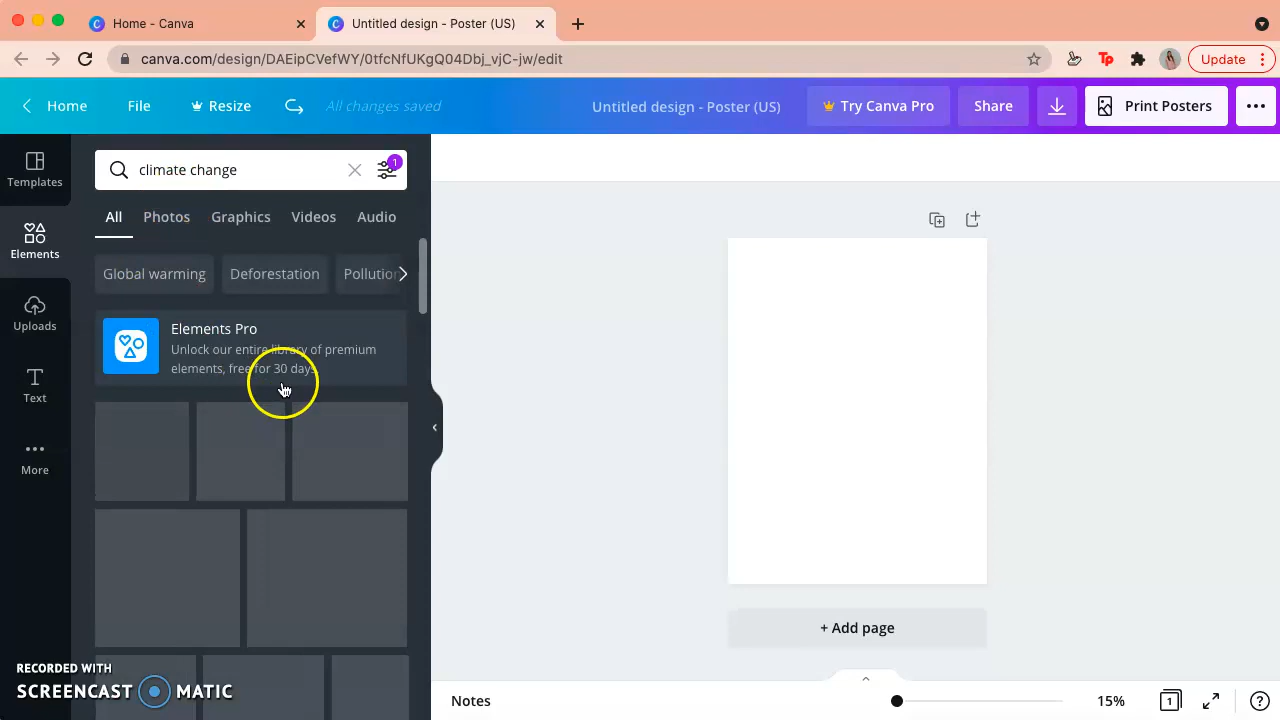 Home - Canva
Untitled design - Poster (US)
canva.com/design/DAEipCVefWY/0tfcNfUKgQ04Dbj_vjC-jw/edit
Tp
Update
Home
File
Resize
All changes saved
Untitled design - Poster (US)
Try Canva Pro
Share
Print Posters
Templates
Elements
Uploads
Text
More
climate change
1
All
Photos
Graphics
Videos
Audio
Global warming
Deforestation
Pollution
Elements Pro
Unlock our entire library of premium
elements, free for 30 days.
+ Add page
Notes
15%
1
?
RECORDED WITH
SCREENCAST MATIC